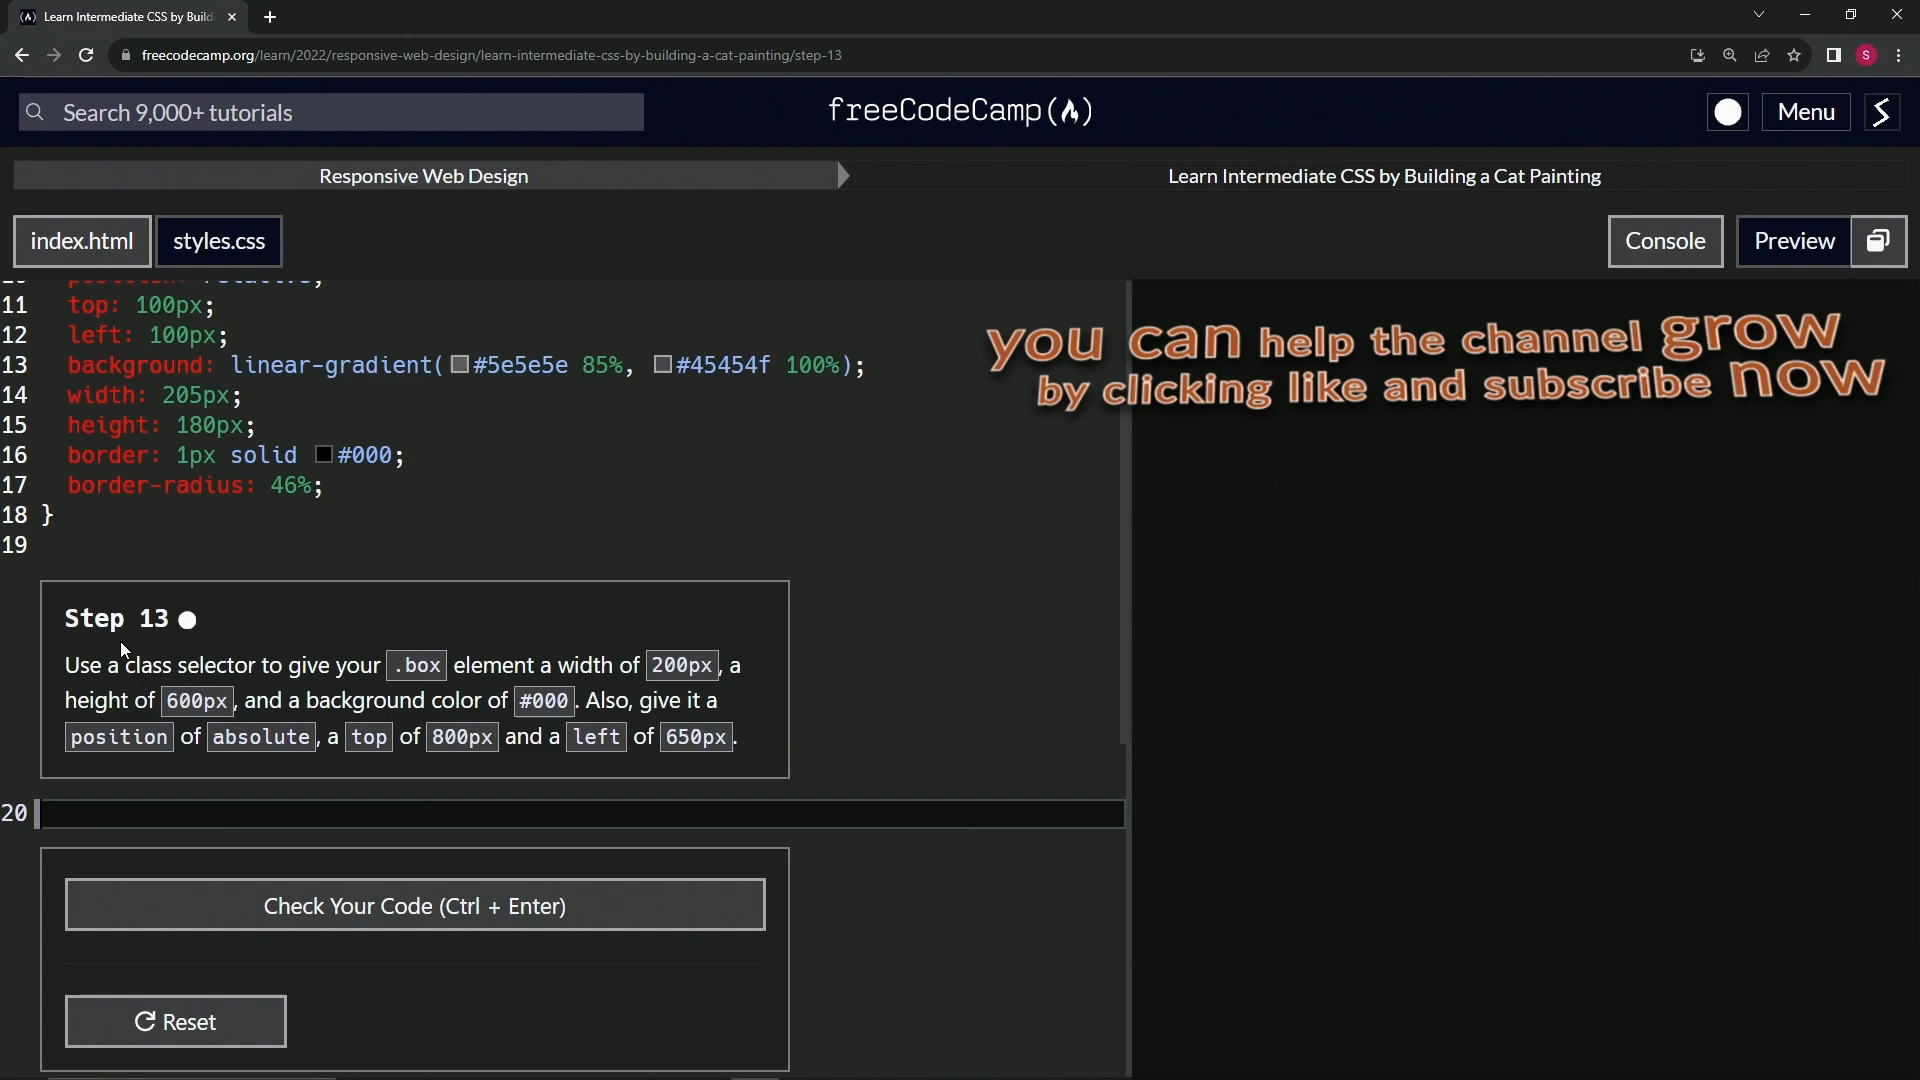 Learn Intermediate CSS by Build
freecodecamp.org/learn/2022/responsive-web-design/learn-intermediate-css-by-building-a-cat-painting/step-13
S
Search 9,000+ tutorials
freeCodeCamp
Menu
Responsive Web Design
Learn Intermediate CSS by Building a Cat Painting
index.html
styles.css
Console
Preview
11 top: 100px;
12 left: 100px;
13 background: linear-gradient(#5e5e5e 85%, #45454f 100%);
14 width: 205px;
15 height: 180px;
16 border: 1px solid #000;
17 border-radius: 46%;
18 }
19
you can help the channel grow
by clicking like and subscribe now
Step 13
Use a class selector to give your .box element a width of 200px, a
height of 600px, and a background color of #000. Also, give it a
position of absolute, a top of 800px and a left of 650px.
20
Check Your Code (Ctrl + Enter)
Reset